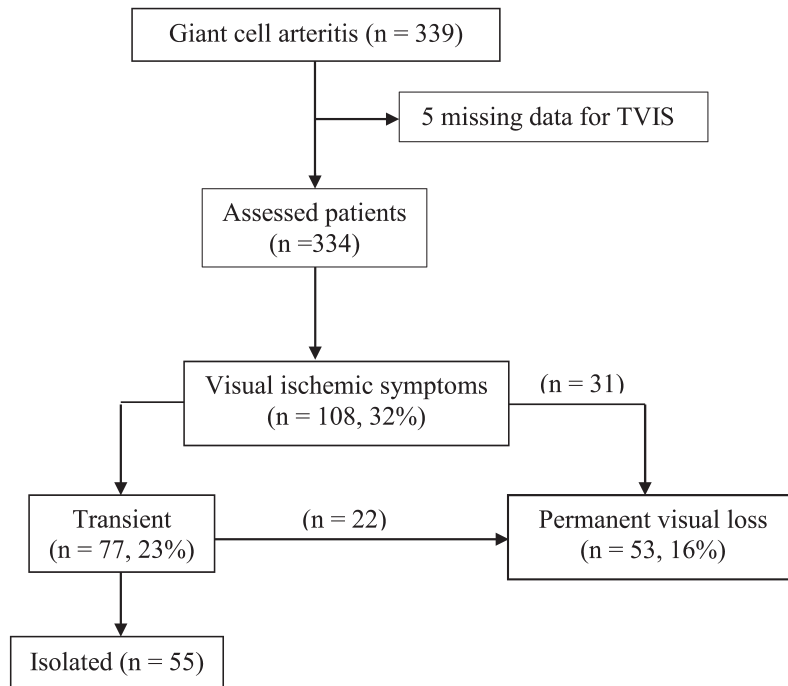 Giant cell arteritis (n = 339)
5 missing data for TVIS
Assessed patients
(n =334)
Visual ischemic symptoms
(n = 108, 32%)
(n = 31)
Transient
(n = 77, 23%)
(n = 22)
Permanent visual loss
(n = 53, 16%)
Isolated (n = 55)